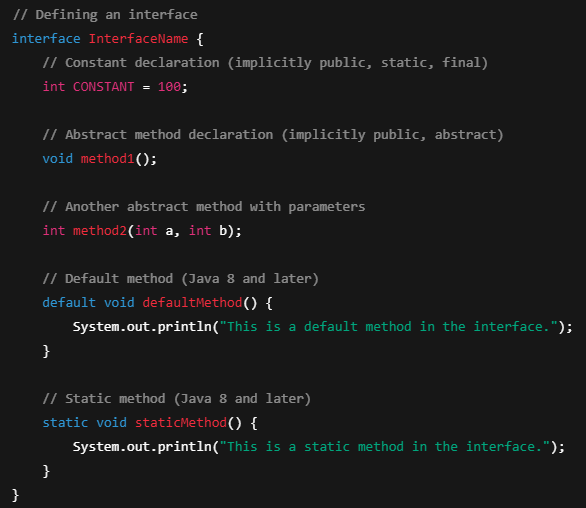 // Defining an interface
interface InterfaceName {
    // Constant declaration (implicitly public, static, final)
    int CONSTANT = 100;

    // Abstract method declaration (implicitly public, abstract)
    void method1();

    // Another abstract method with parameters
    int method2(int a, int b);

    // Default method (Java 8 and later)
    default void defaultMethod() {
        System.out.println("This is a default method in the interface.");
    }

    // Static method (Java 8 and later)
    static void staticMethod() {
        System.out.println("This is a static method in the interface.");
    }
}